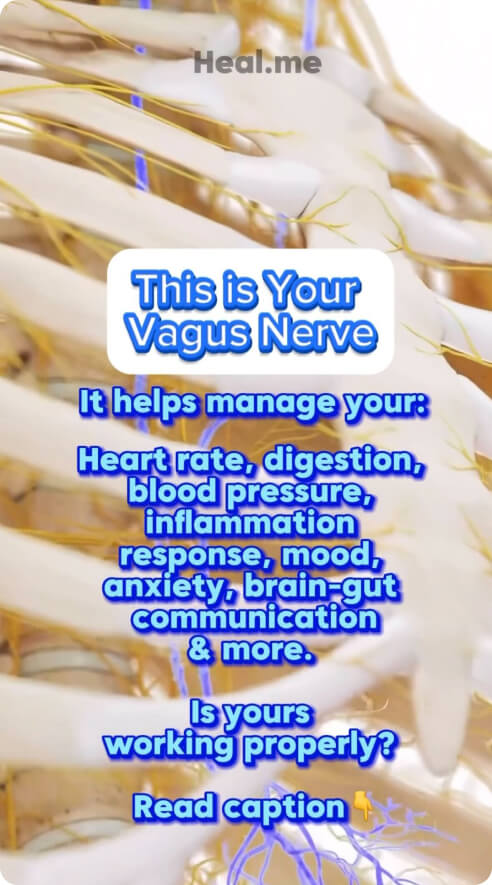 Heal.me
This is Your
Vagus Nerve
It helps manage your:
Heart rate, digestion,
blood pressure,
inflammation
response, mood,
anxiety, brain-gut
communication
& more.
Is yours
working properly?
Read caption👇